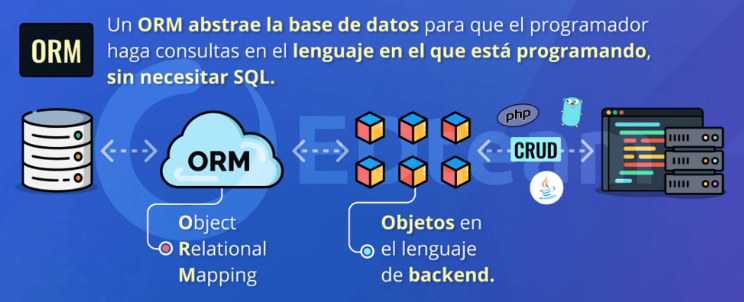 Un ORM abstrae la base de datos para que el programador
ORM
haga consultas en el lenguaje en el que está programando,
sin necesitar SQL.
ORM
php
CRUD
Java
Object
Relational
Mapping
Objetos en
el lenguaje
de backend.
EDteam